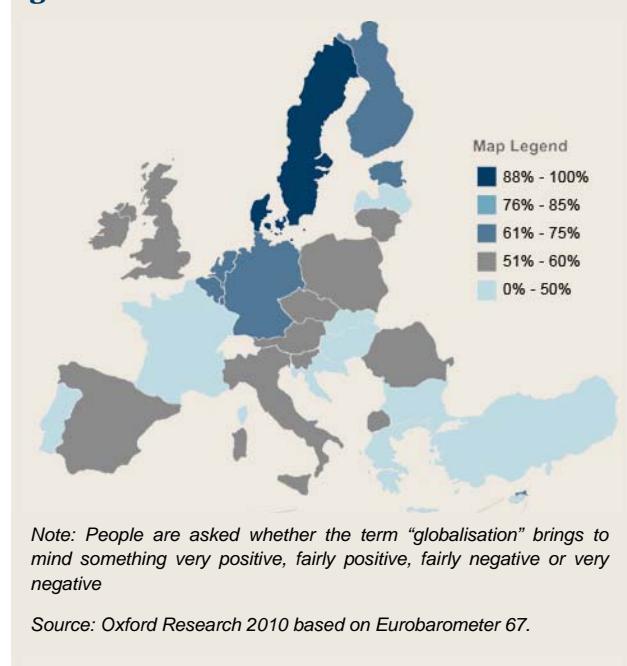 Map Legend
88% - 100%
76% - 85%
61% - 75%
51% - 60%
0% - 50%
Note: People are asked whether the term “globalisation” brings to
mind something very positive, fairly positive, fairly negative or very
negative
Source: Oxford Research 2010 based on Eurobarometer 67.